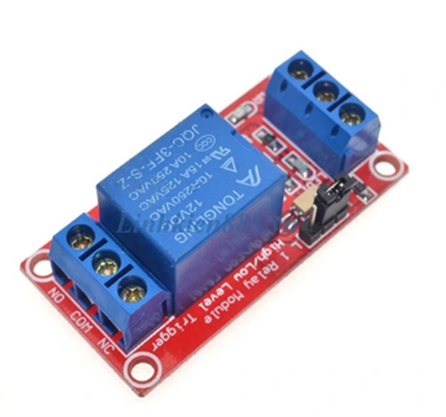 JQC-3FF-S-Z
10A 250VAC
15A 125VAC
10A 250VAC
12VDC
TONGLING
NO COM NC
1 Relay Module
High/Low Level Trigger
H L